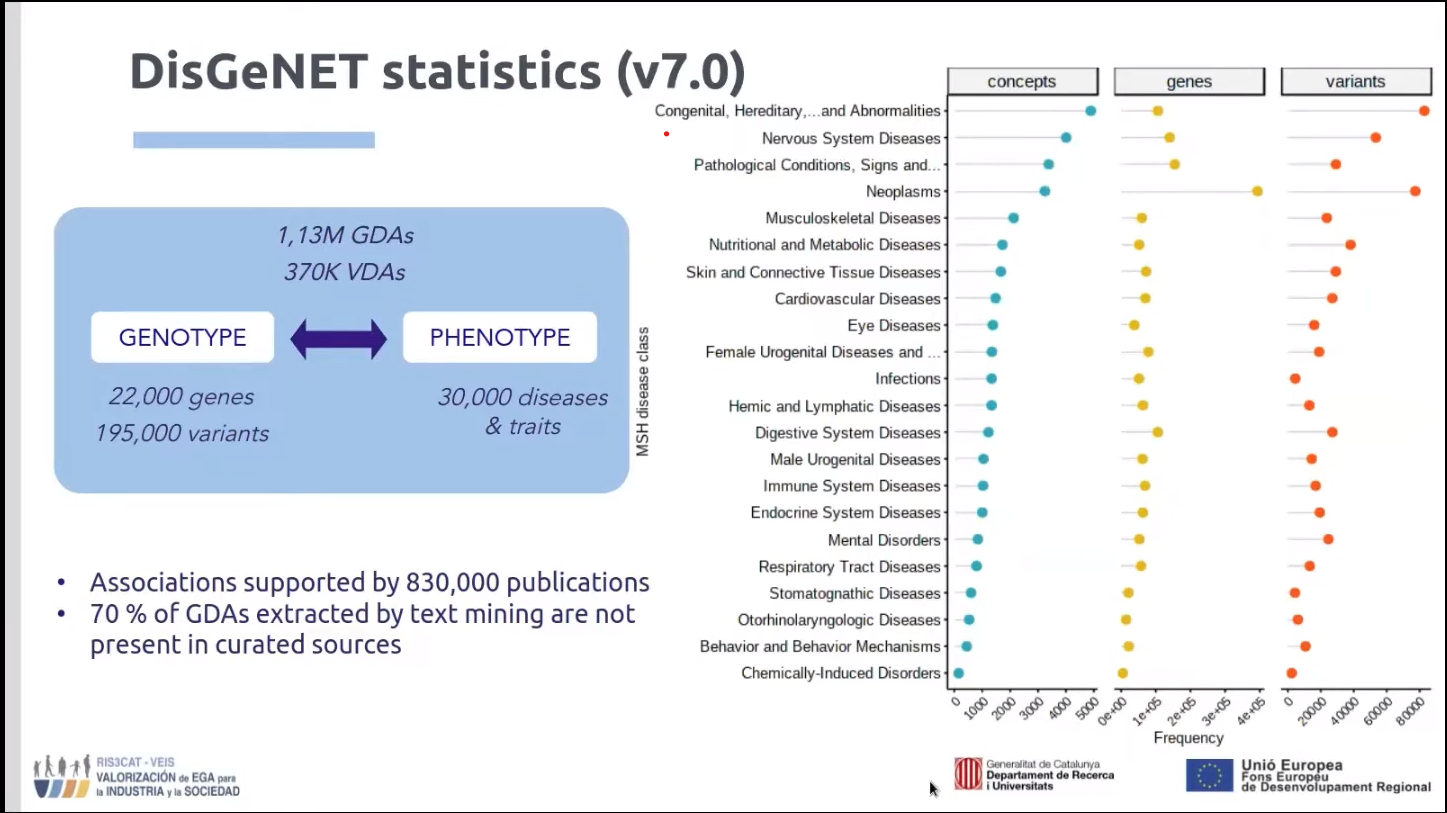 DisGeNET statistics (v7.0)
1,13M GDAs
370K VDAs
GENOTYPE
PHENOTYPE
22,000 genes
195,000 variants
30,000 diseases
& traits
• Associations supported by 830,000 publications
• 70 % of GDAs extracted by text mining are not
present in curated sources
concepts
genes
variants
MSH disease class
Congenital, Hereditary,...and Abnormalities
Nervous System Diseases
Pathological Conditions, Signs and...
Neoplasms
Musculoskeletal Diseases
Nutritional and Metabolic Diseases
Skin and Connective Tissue Diseases
Cardiovascular Diseases
Eye Diseases
Female Urogenital Diseases and ...
Infections
Hemic and Lymphatic Diseases
Digestive System Diseases
Male Urogenital Diseases
Immune System Diseases
Endocrine System Diseases
Mental Disorders
Respiratory Tract Diseases
Stomatognathic Diseases
Otorhinolaryngologic Diseases
Behavior and Behavior Mechanisms
Chemically-Induced Disorders
0 1000 2000 3000 4000 5000
0e+00 1e+05 2e+05 3e+05 4e+05
0 20000 40000 60000 80000
Frequency
RIS3CAT - VEIS
VALORIZACIÓN de EGA para
la INDUSTRIA y la SOCIEDAD
Generalitat de Catalunya
Departament de Recerca
i Universitats
Unió Europea
Fons Europeu
de Desenvolupament Regional